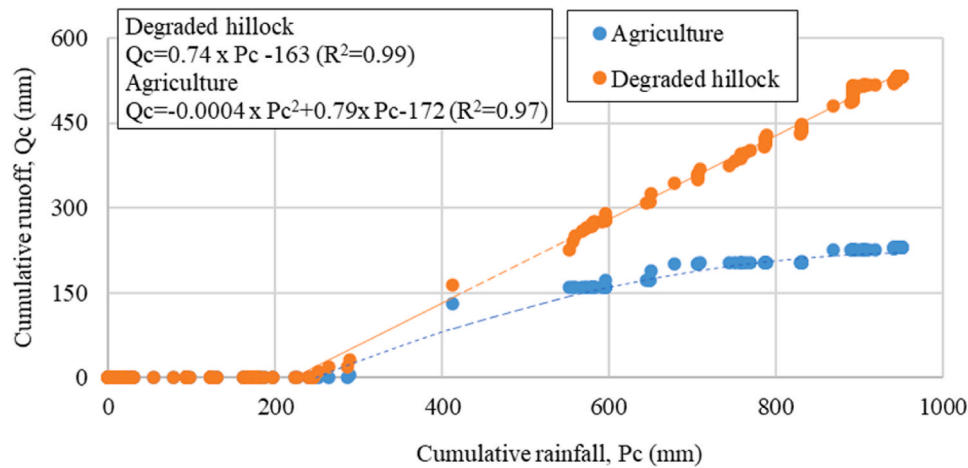 Degraded hillock
Qc=0.74 x Pc -163 (R²=0.99)
Agriculture
Qc=-0.0004 x Pc²+0.79x Pc-172 (R²=0.97)
Agriculture
Degraded hillock
Cumulative runoff, Qc (mm)
600
450
300
150
0
0 200 400 600 800 1000
Cumulative rainfall, Pc (mm)